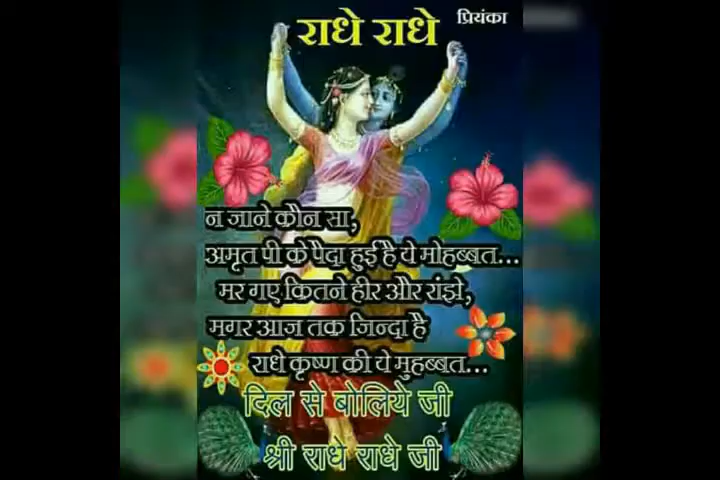 राधे राधे
प्रियंका
न जाने कौन सा,
अमृत पी के पैदा हुई है ये मोहब्बत...
मर गए कितने हीर और रांझे,
मगर आज तक जिन्दा है
राधे कृष्ण की ये मुहब्बत...
दिल से बोलिये जी
श्री राधे राधे जी